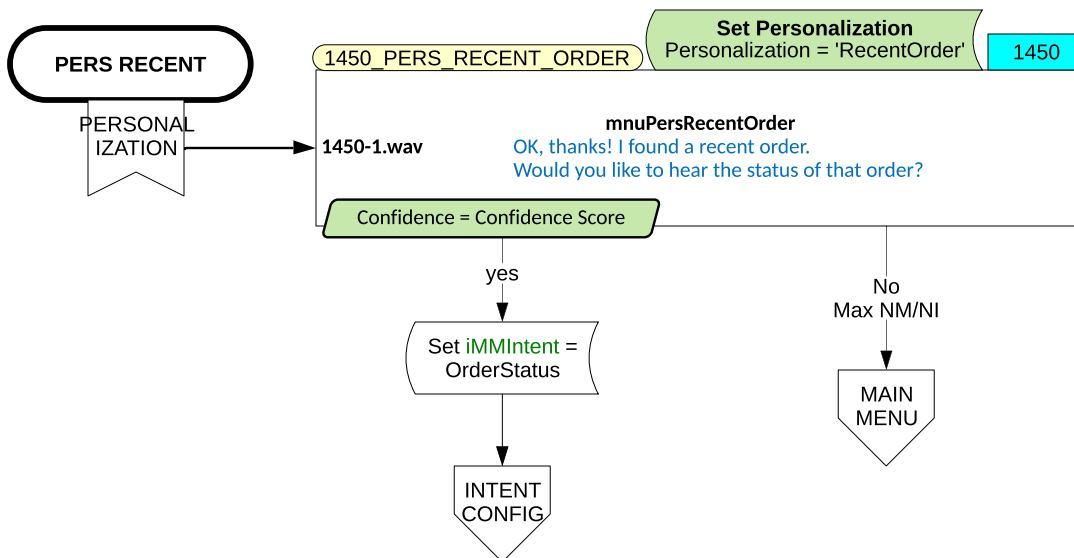 PERS RECENT
PERSONAL
IZATION
1450_PERS_RECENT_ORDER
Set Personalization
Personalization = 'RecentOrder'
1450
mnuPersRecentOrder
1450-1.wav
OK, thanks! I found a recent order.
Would you like to hear the status of that order?
Confidence = Confidence Score
yes
No
Max NM/NI
Set iMMIntent =
OrderStatus
MAIN
MENU
INTENT
CONFIG